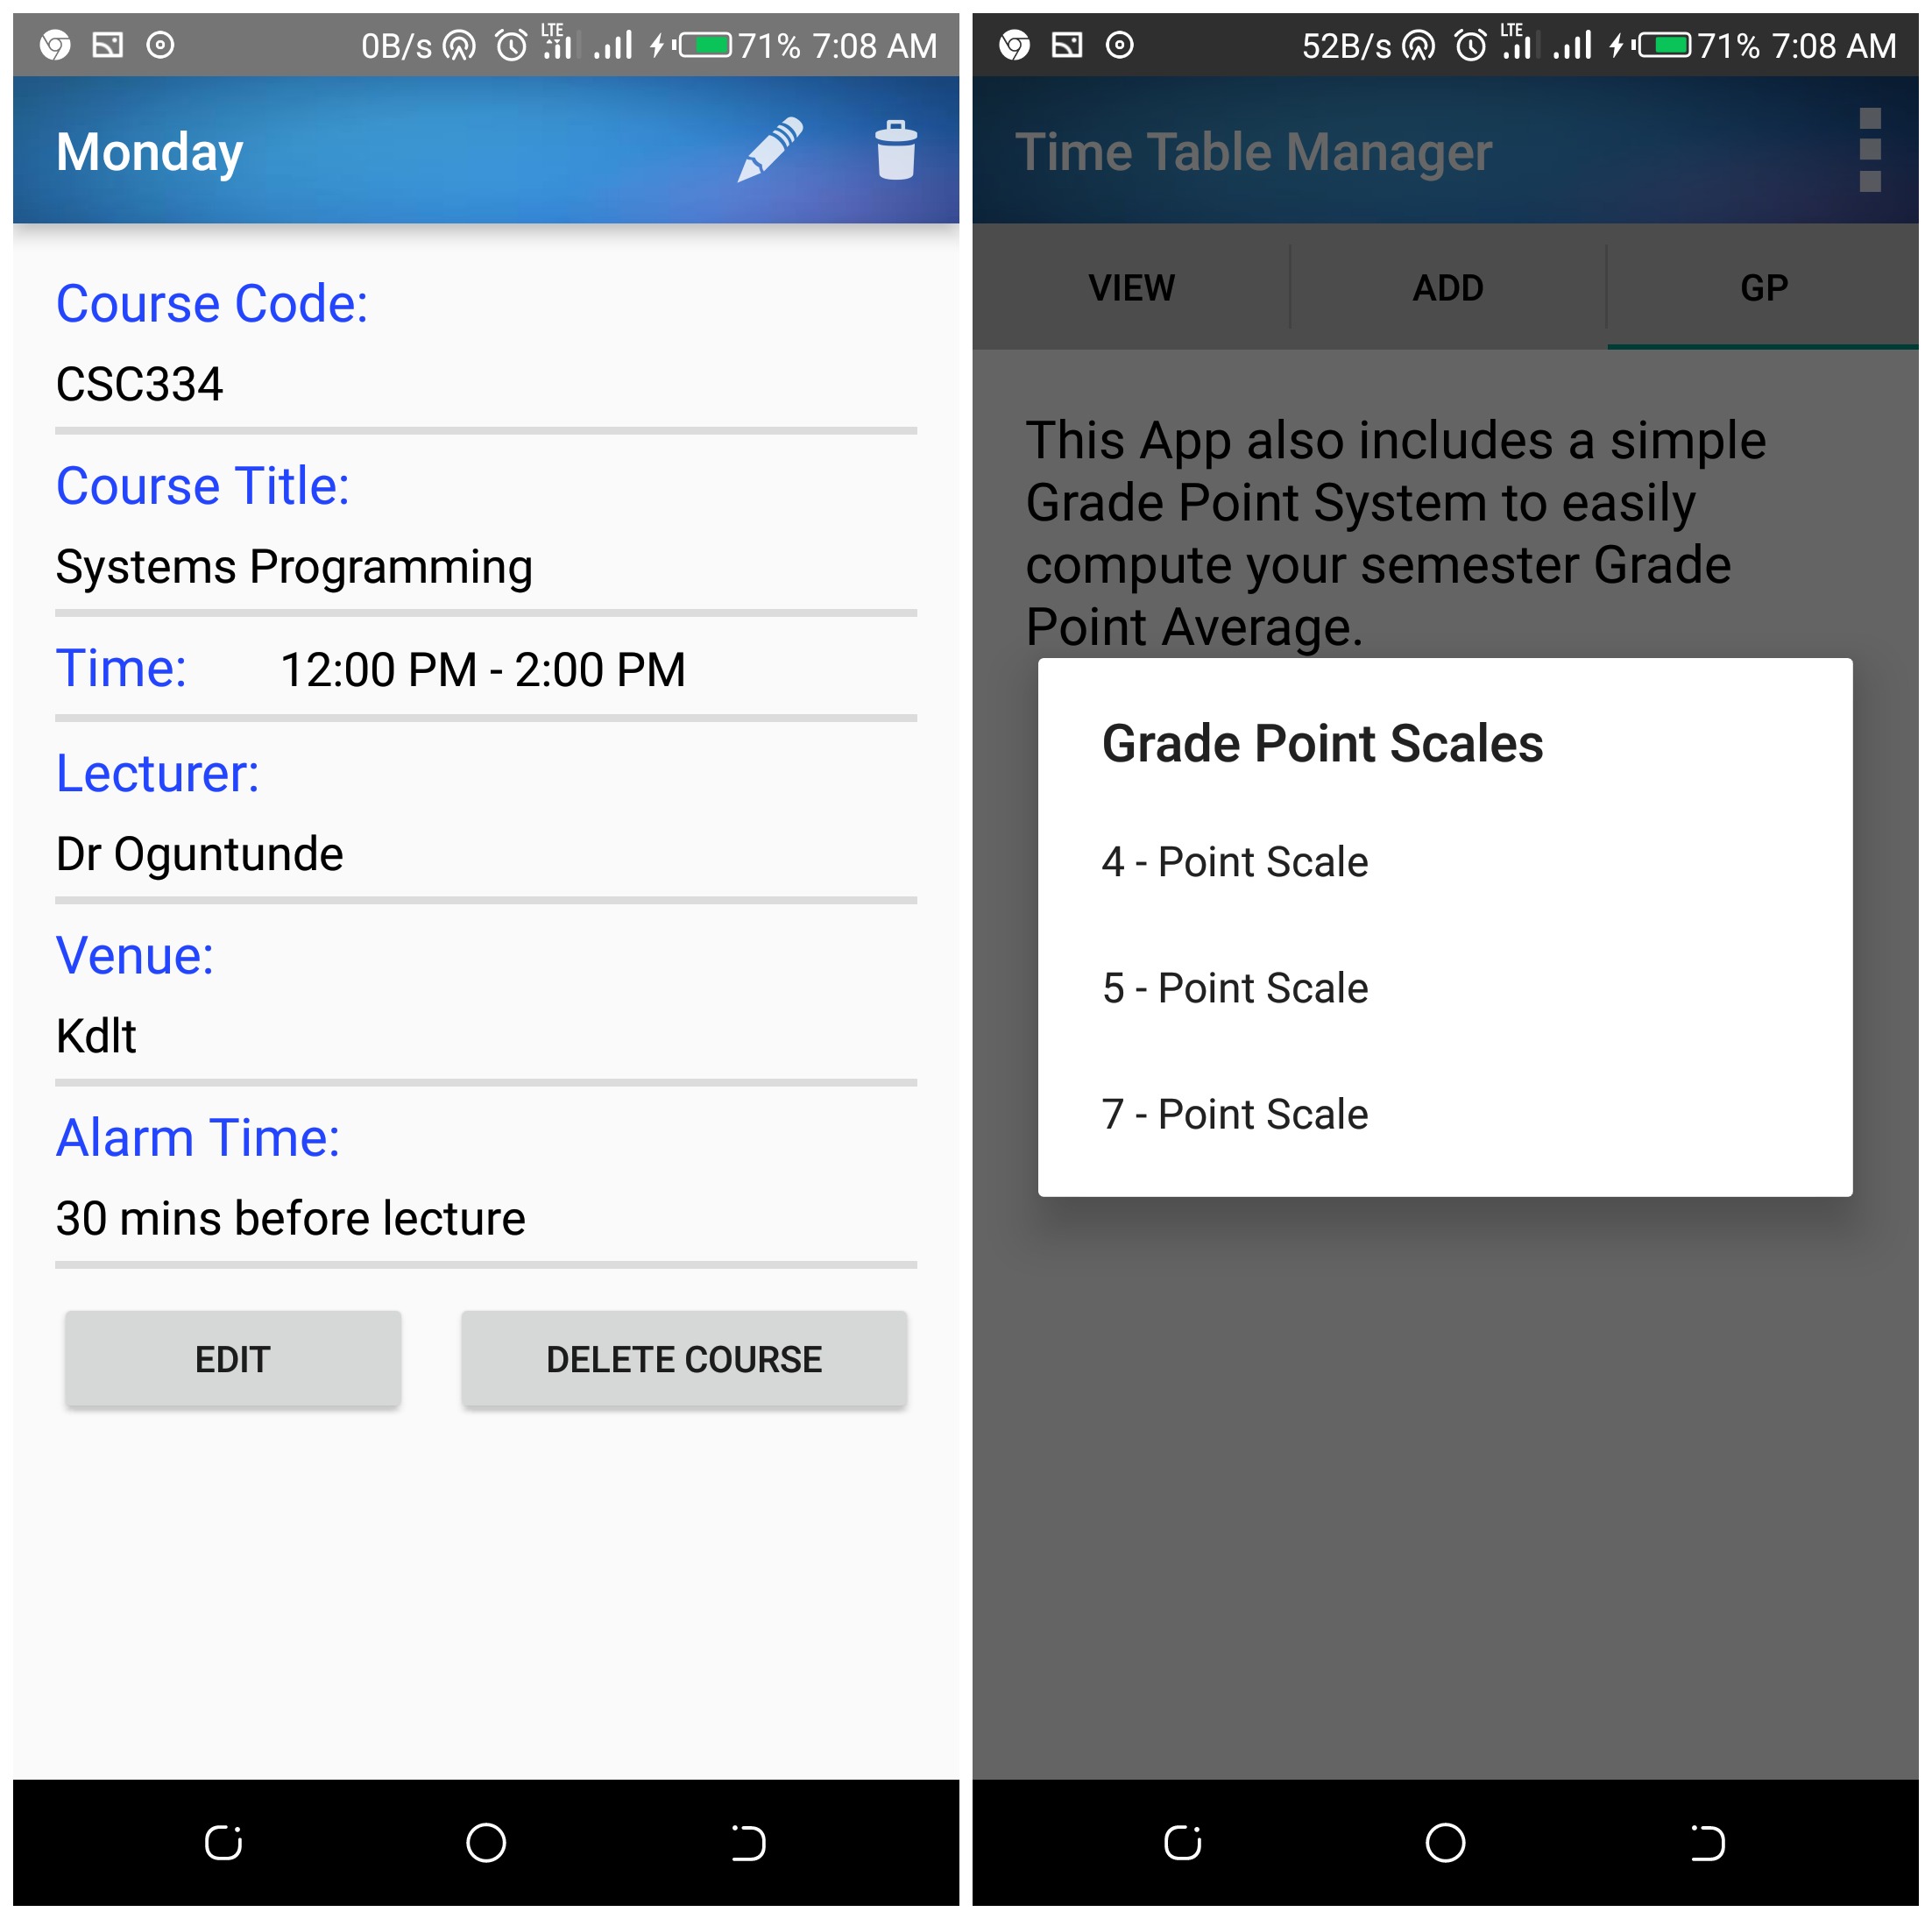 0B/s LTE 71% 7:08 AM
Monday
Course Code:
CSC334
Course Title:
Systems Programming
Time: 12:00 PM - 2:00 PM
Lecturer:
Dr Oguntunde
Venue:
Kdlt
Alarm Time:
30 mins before lecture
EDIT DELETE COURSE
52B/s LTE 71% 7:08 AM
Time Table Manager
VIEW ADD GP
This App also includes a simple
Grade Point System to easily
compute your semester Grade
Point Average.
Grade Point Scales
4 - Point Scale
5 - Point Scale
7 - Point Scale